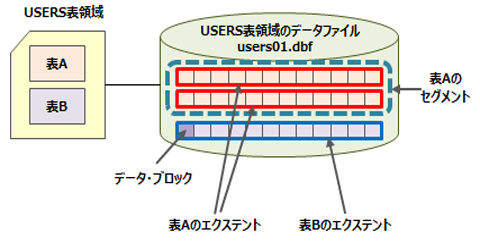 USERS表領域
表A
表B
USERS表領域のデータファイル
users01.dbf
表Aの
セグメント
データ・ブロック
表Aのエクステント
表Bのエクステント